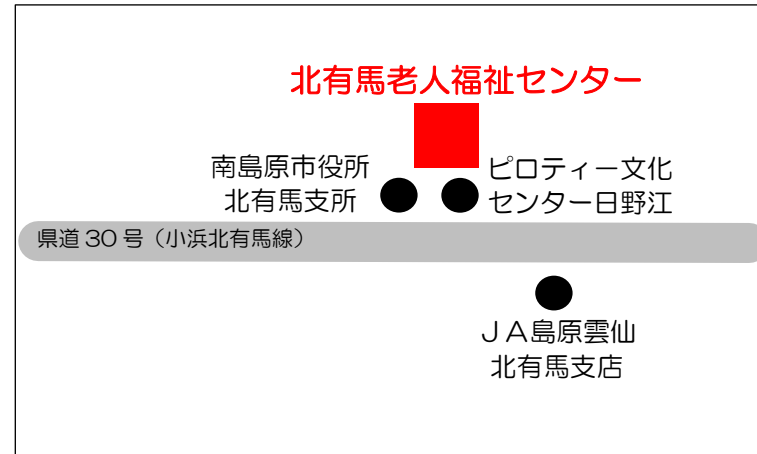 北有馬老人福祉センター
南島原市役所
北有馬支所
ピロティー文化
センター日野江
県道30号（小浜北有馬線）
ＪＡ島原雲仙
北有馬支店